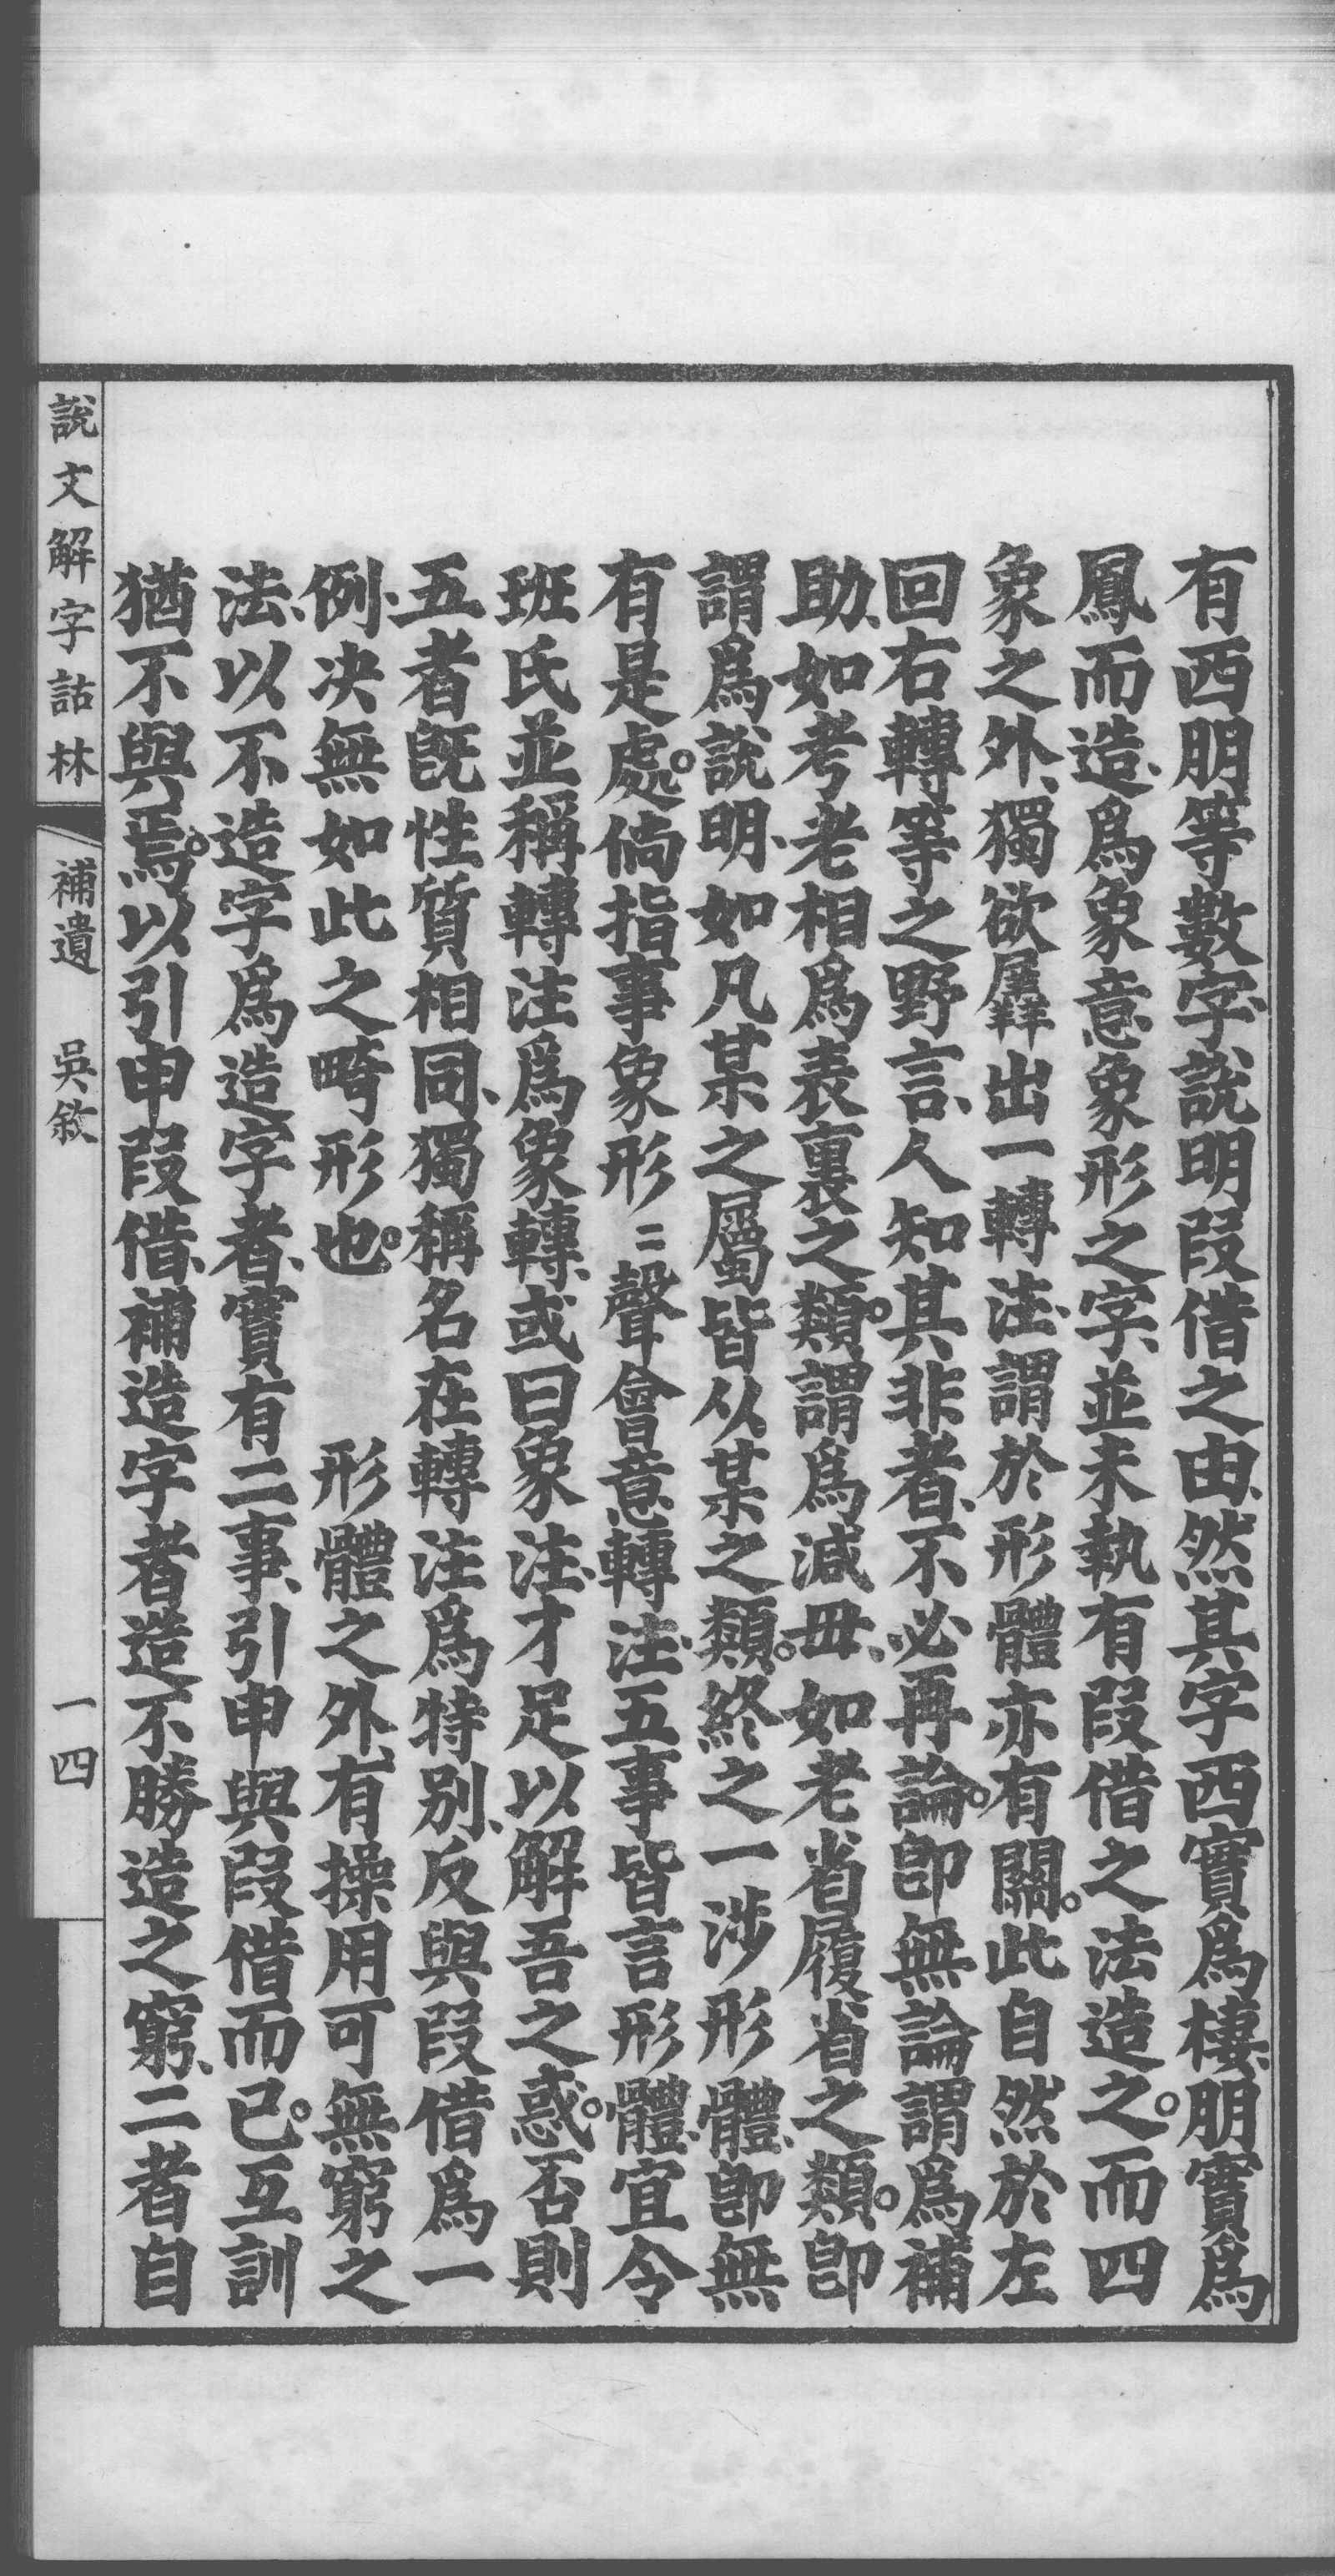 有西朋等數字、說明叚借之由、然其字西實爲棲、朋實爲
鳳而造、爲象意象形之字、並未執有叚借之法造之。而四
象之外、獨欲羼出一轉注、謂於形體亦有關。此自然於左
回右轉等之野言、人知其非者、不必再論。卽無論謂爲補
助、如考老相爲表裏之類。謂爲減毌、如老省履省之類。卽
謂爲說明、如凡某之屬皆从某之類。終之一涉形體、卽無
有是處。倘指事象形〓聲會意轉注、五事皆言形體、宜令
班氏並稱轉注爲象轉、或曰象注、才足以解吾之惑。否則
五者旣性質相同、獨稱名在轉注爲特別、反與叚借爲一
例、决無如此之畸形也。　　形體之外、有操用可無窮之
法、以不造字爲造字者、實有二事、引申與叚借而已。互訓
猶不與焉。以引申叚借、補造字者造不勝造之窮、二者自
說文解字詁林
補遺　吳敘
一四